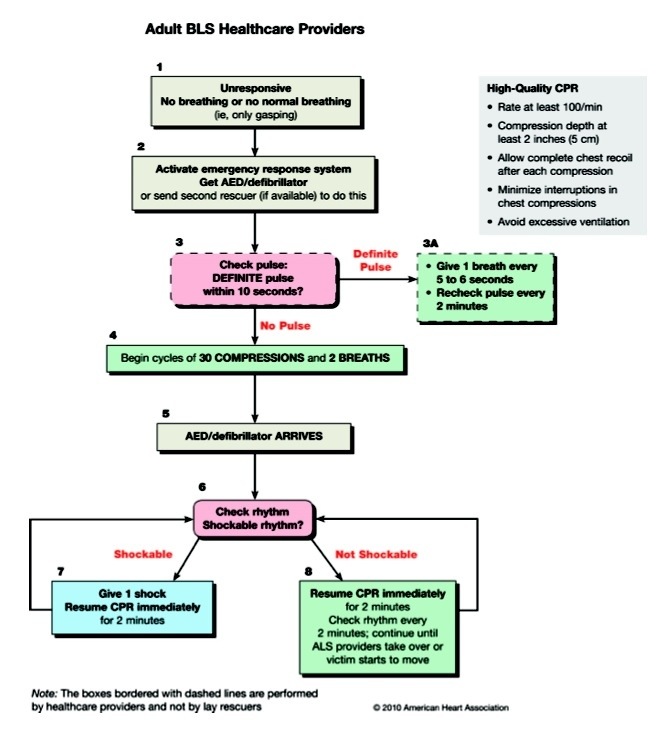 Adult BLS Healthcare Providers
1
Unresponsive
No breathing or no normal breathing
(ie, only gasping)
High-Quality CPR
• Rate at least 100/min
• Compression depth at
least 2 inches (5 cm)
• Allow complete chest recoil
after each compression
• Minimize interruptions in
chest compressions
• Avoid excessive ventilation
2
Activate emergency response system
Get AED/defibrillator
or send second rescuer (if available) to do this
3
Check pulse:
DEFINITE pulse
within 10 seconds?
Definite
Pulse
3A
• Give 1 breath every
5 to 6 seconds
• Recheck pulse every
2 minutes
No Pulse
4
Begin cycles of 30 COMPRESSIONS and 2 BREATHS
5
AED/defibrillator ARRIVES
6
Check rhythm
Shockable rhythm?
Shockable
Not Shockable
7
Give 1 shock
Resume CPR immediately
for 2 minutes
8
Resume CPR immediately
for 2 minutes
Check rhythm every
2 minutes; continue until
ALS providers take over or
victim starts to move
Note: The boxes bordered with dashed lines are performed
by healthcare providers and not by lay rescuers
© 2010 American Heart Association